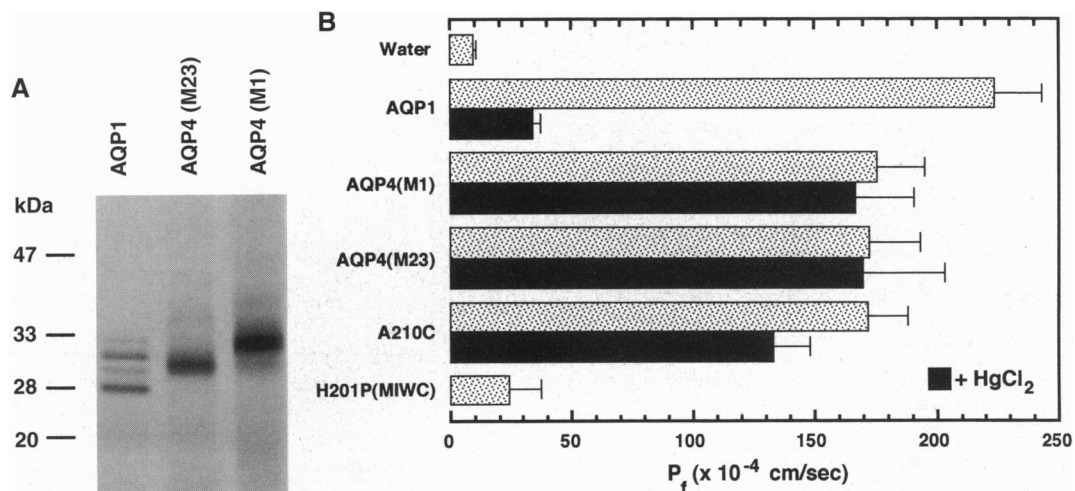 A
AQP1
AQP4 (M23)
AQP4 (M1)
kDa
47
33
28
20
B
Water
AQP1
AQP4(M1)
AQP4(M23)
A210C
H201P(MIWC)
+ HgCl2
0 50 100 150 200 250
Pf (x 10-4 cm/sec)